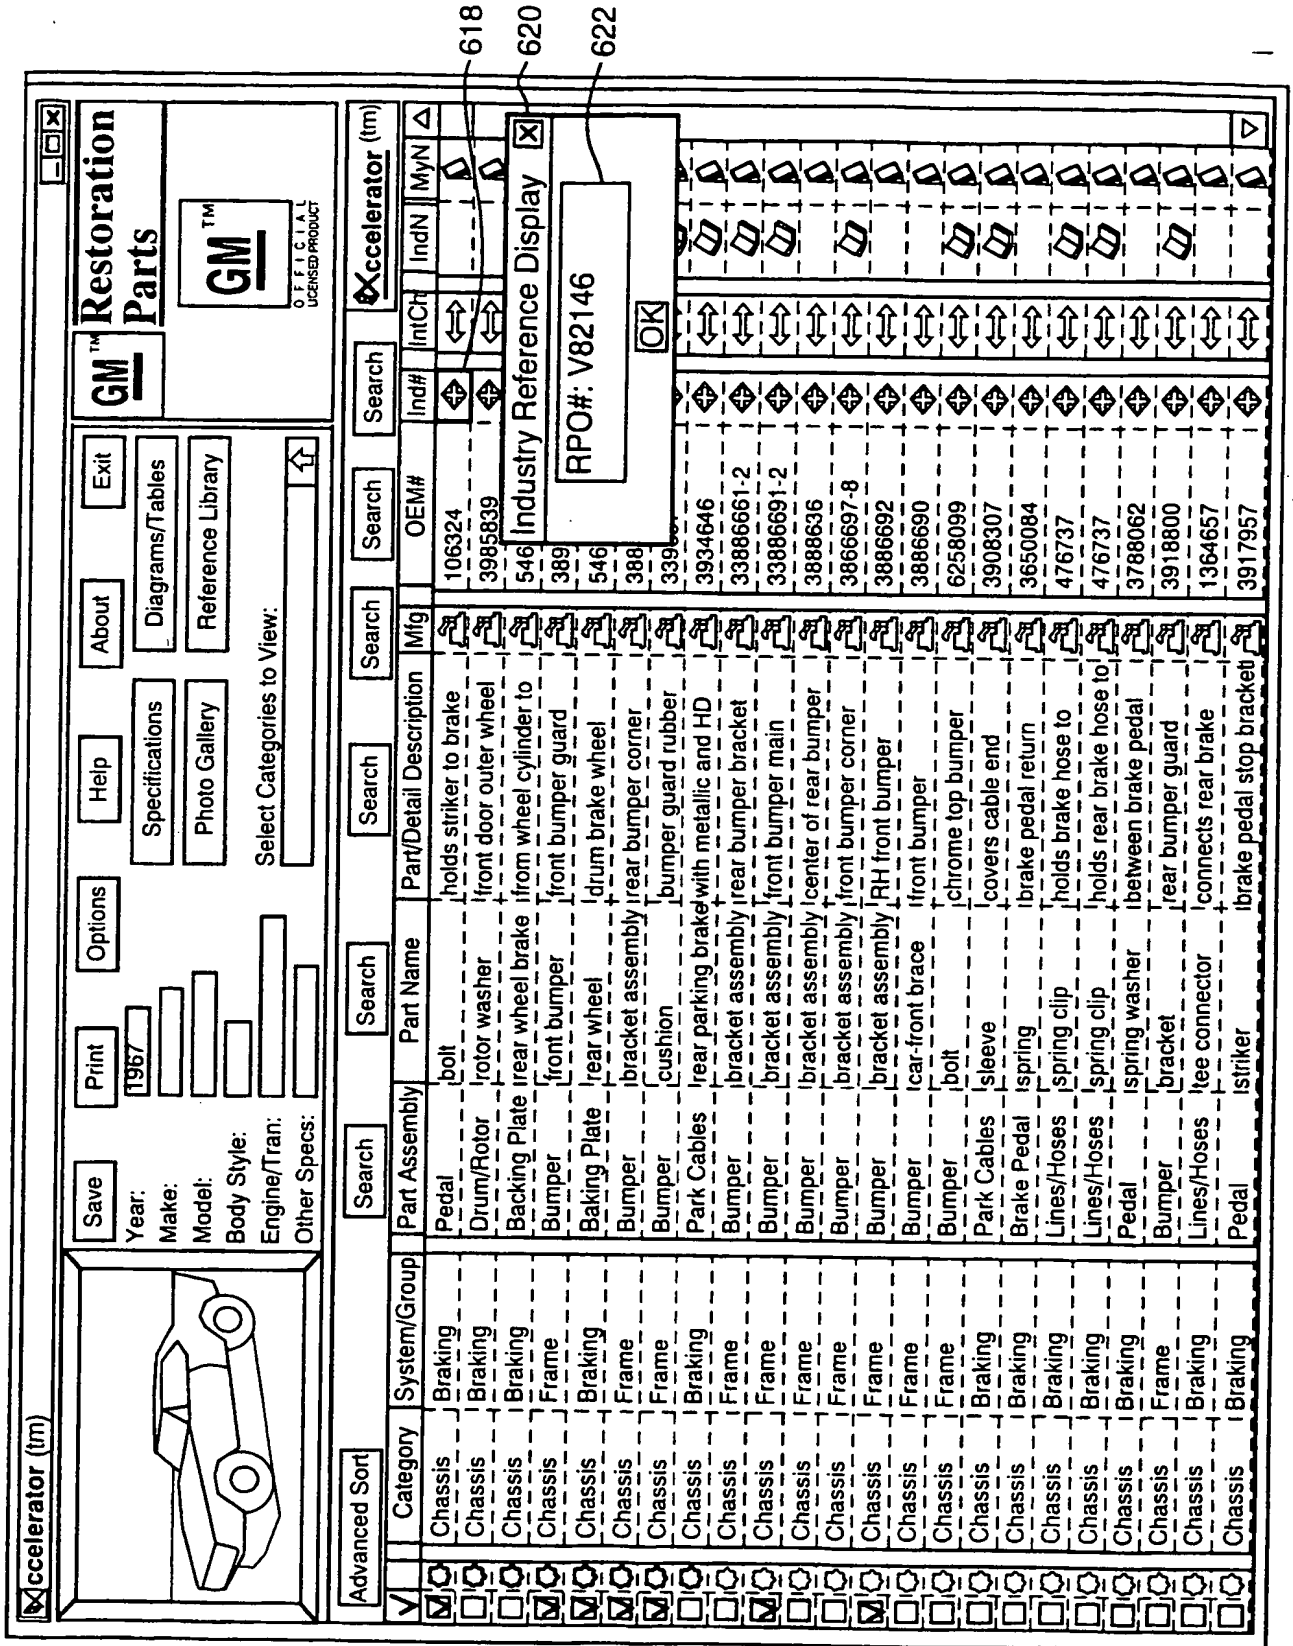 Xccelerator (tm)
Save Print Options Help About Exit
Year: 1967
Make:
Model:
Body Style:
Engine/Tran:
Other Specs:
Specifications Diagrams/Tables
Photo Gallery Reference Library
Select Categories to View:
GM TM Restoration
Parts
GM TM
OFFICIAL
LICENSED PRODUCT
Advanced Sort Search Search Search Search Search Search Xccelerator (tm)
Category System/Group Part Assembly Part Name Part/Detail Description Mfg OEM# Ind# IntCh IndN MyN
Chassis Braking Pedal bolt holds striker to brake 106324
Chassis Braking Drum/Rotor rotor washer front door outer wheel 3985839
Chassis Braking Backing Plate rear wheel brake from wheel cylinder to 546
Chassis Frame Bumper front bumper front bumper guard 389
Chassis Braking Baking Plate rear wheel drum brake wheel 546
Chassis Frame Bumper bracket assembly rear bumper corner 388
Chassis Frame Bumper cushion bumper guard rubber 339
Chassis Braking Park Cables rear parking brake with metallic and HD 3934646
Chassis Frame Bumper bracket assembly rear bumper bracket 33886661-2
Chassis Frame Bumper bracket assembly front bumper main 33886691-2
Chassis Frame Bumper bracket assembly center of rear bumper 3888636
Chassis Frame Bumper bracket assembly front bumper corner 3866697-8
Chassis Frame Bumper bracket assembly RH front bumper 3886692
Chassis Frame Bumper car-front brace front bumper 3886690
Chassis Frame Bumper bolt chrome top bumper 6258099
Chassis Braking Park Cables sleeve covers cable end 3908307
Chassis Braking Brake Pedal spring brake pedal return 3650084
Chassis Braking Lines/Hoses spring clip holds brake hose to 476737
Chassis Braking Lines/Hoses spring clip holds rear brake hose to 476737
Chassis Braking Pedal spring washer between brake pedal 3788062
Chassis Frame Bumper bracket rear bumper guard 3918800
Chassis Braking Lines/Hoses tee connector connects rear brake 1364657
Chassis Braking Pedal striker brake pedal stop bracket 3917957
Industry Reference Display
RPO#: V82146
OK
618
620
622